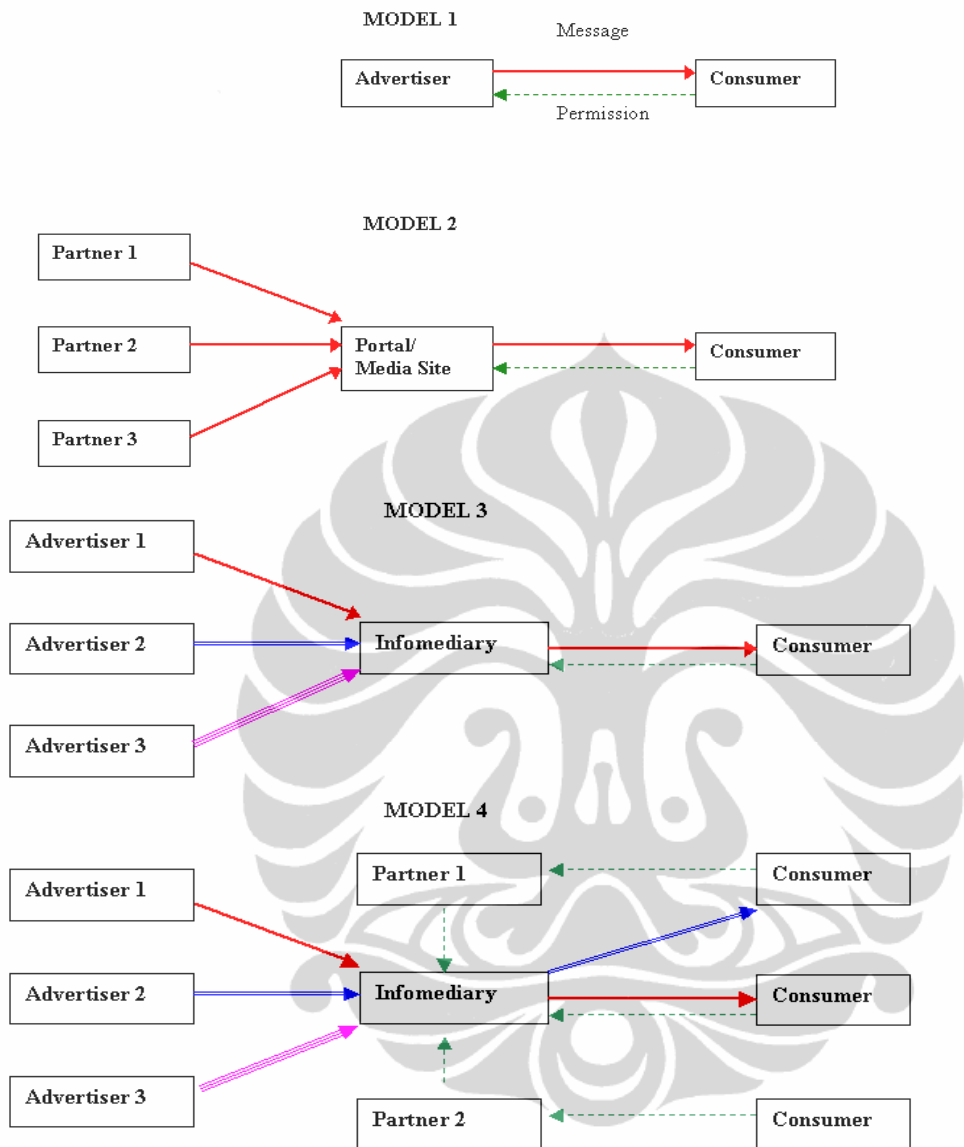 MODEL 1
Message
Advertiser
Consumer
Permission
MODEL 2
Partner 1
Partner 2
Portal/
Media Site
Consumer
Partner 3
MODEL 3
Advertiser 1
Advertiser 2
Infomediary
Consumer
Advertiser 3
MODEL 4
Partner 1
Consumer
Advertiser 1
Advertiser 2
Infomediary
Consumer
Advertiser 3
Partner 2
Consumer